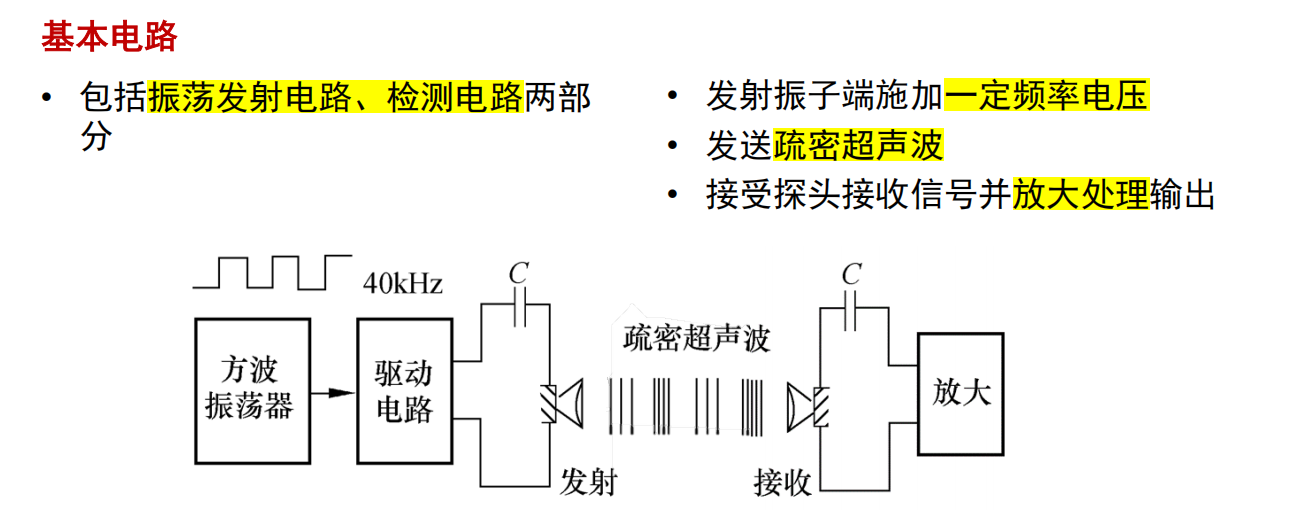 基本电路
• 包括振荡发射电路、检测电路两部
分
• 发射振子端施加一定频率电压
• 发送疏密超声波
• 接受探头接收信号并放大处理输出
40kHz
C
C
疏密超声波
方波
振荡器
驱动
电路
放大
发射
接收